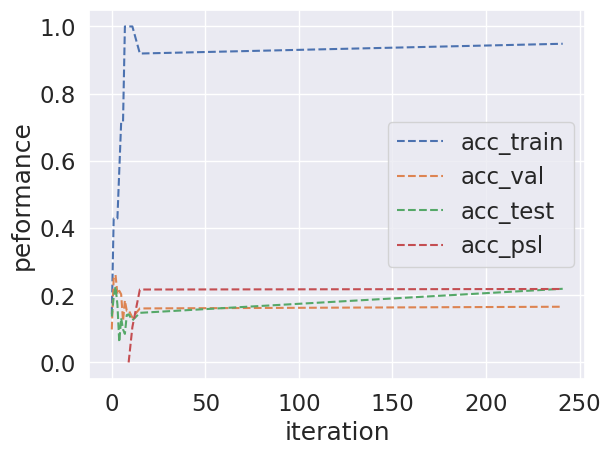 1.0
0.8
0.6
0.4
0.2
0.0
peformance
acc_train
acc_val
acc_test
acc_psl
0 50 100 150 200 250
iteration